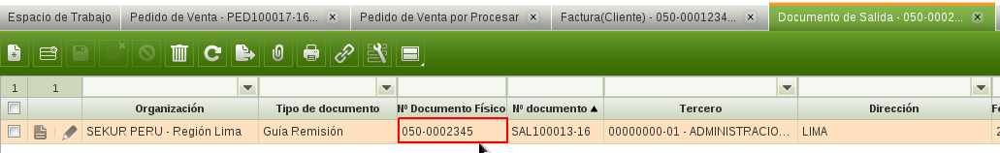 Espacio de Trabajo
Pedido de Venta - PED100017-16...
Pedido de Venta por Procesar
Factura(Cliente) - 050-0001234...
Documento de Salida - 050-0002...
1 1
Organización Tipo de documento Nº Documento Físico Nº documento Tercero Dirección
SEKUR PERU - Región Lima Guía Remisión 050-0002345 SAL100013-16 00000000-01 - ADMINISTRACIO... LIMA